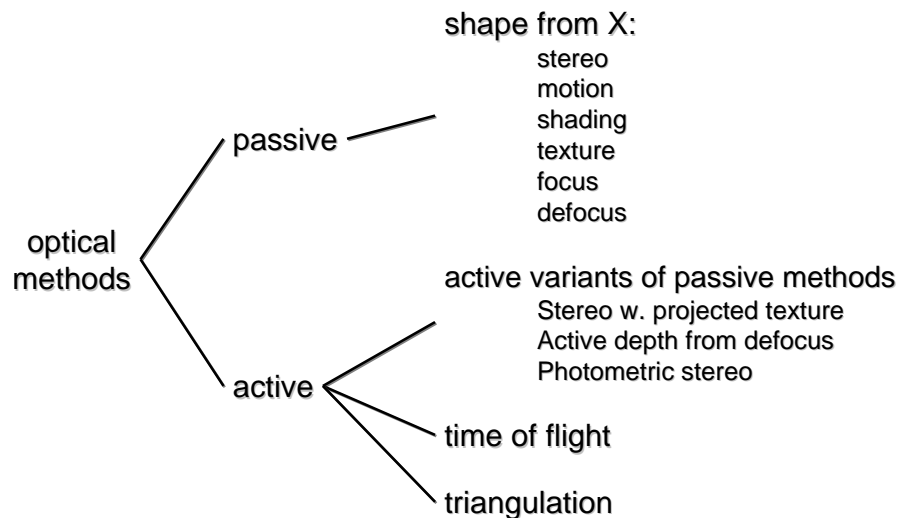 shape from X:
stereo
motion
shading
texture
focus
defocus
passive
optical
methods
active variants of passive methods
Stereo w. projected texture
Active depth from defocus
Photometric stereo
active
time of flight
triangulation